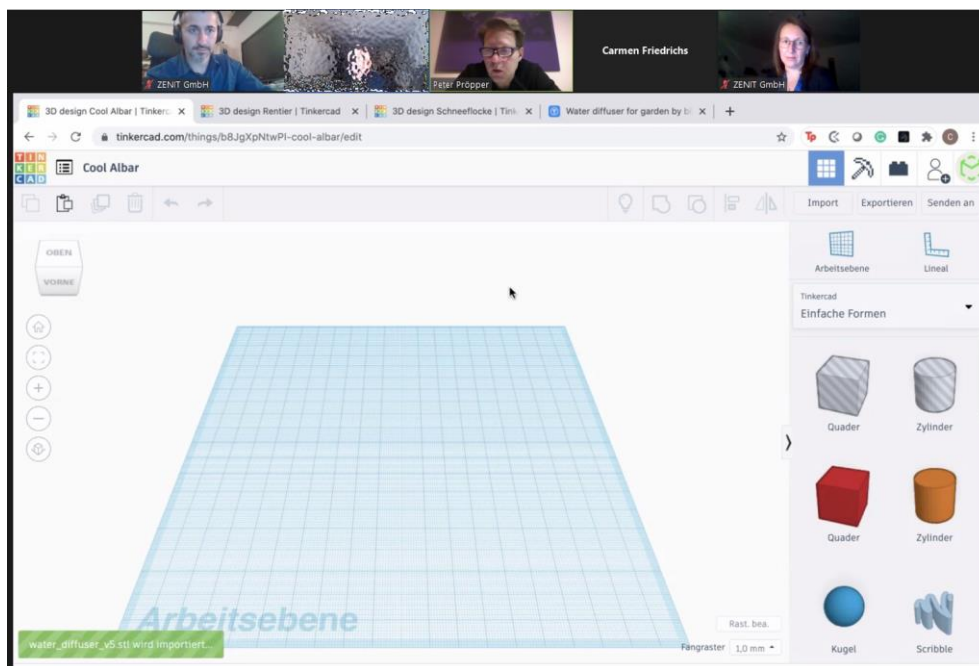 Carmen Friedrichs
ZENIT GmbH
Peter Pröpper
ZENIT GmbH
3D design Cool Albar | Tinkerc
3D design Rentier | Tinkercad
3D design Schneeflocke | Tink
Water diffuser for garden by bl
tinkercad.com/things/b8JgXpNtwPI-cool-albar/edit
Tp
TIN
KER
CAD
Cool Albar
Import
Exportieren
Senden an
OBEN
VORNE
Arbeitsebene
Lineal
Tinkercad
Einfache Formen
Quader
Zylinder
Quader
Zylinder
Kugel
Scribble
Arbeitsebene
water_diffuser_v5.stl wird importiert...
Rast. bea.
Fangraster
1,0 mm